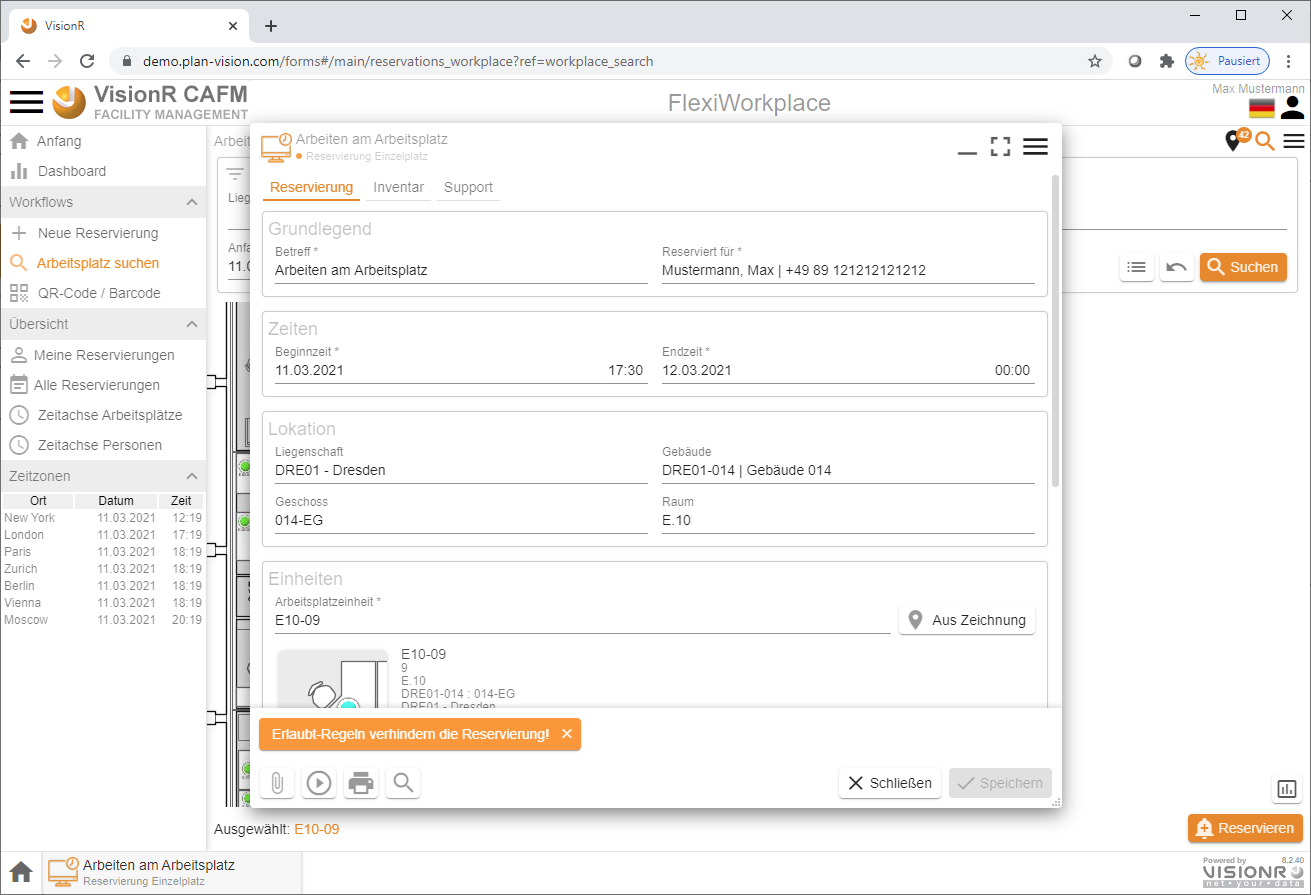 VisionR
demo.plan-vision.com/forms#/main/reservations_workplace?ref=workplace_search
Pausiert
VisionR CAFM
FACILITY MANAGEMENT
FlexiWorkplace
Max Mustermann
Anfang
Dashboard
Workflows
Neue Reservierung
Arbeitsplatz suchen
QR-Code / Barcode
Übersicht
Meine Reservierungen
Alle Reservierungen
Zeitachse Arbeitsplätze
Zeitachse Personen
Zeitzonen
Ort Datum Zeit
New York 11.03.2021 12:19
London 11.03.2021 17:19
Paris 11.03.2021 18:19
Zurich 11.03.2021 18:19
Berlin 11.03.2021 18:19
Vienna 11.03.2021 18:19
Moscow 11.03.2021 20:19
Arbeit
Lieg
Anfa
11.0
42
Suchen
Arbeiten am Arbeitsplatz
Reservierung Einzelplatz
Reservierung Inventar Support
Grundlegend
Betreff * Reserviert für *
Arbeiten am Arbeitsplatz Mustermann, Max | +49 89 121212121212
Zeiten
Beginnzeit * Endzeit *
11.03.2021 17:30 12.03.2021 00:00
Lokation
Liegenschaft Gebäude
DRE01 - Dresden DRE01-014 | Gebäude 014
Geschoss Raum
014-EG E.10
Einheiten
Arbeitsplatzeinheit *
E10-09
Aus Zeichnung
E10-09
9
E.10
DRE01-014 : 014-EG
DRE01 - Dresden
Erlaubt-Regeln verhindern die Reservierung!
Schließen
Speichern
Ausgewählt: E10-09
Reservieren
Arbeiten am Arbeitsplatz
Reservierung Einzelplatz
Powered by 8.2.40
VISIONR
net • your • data